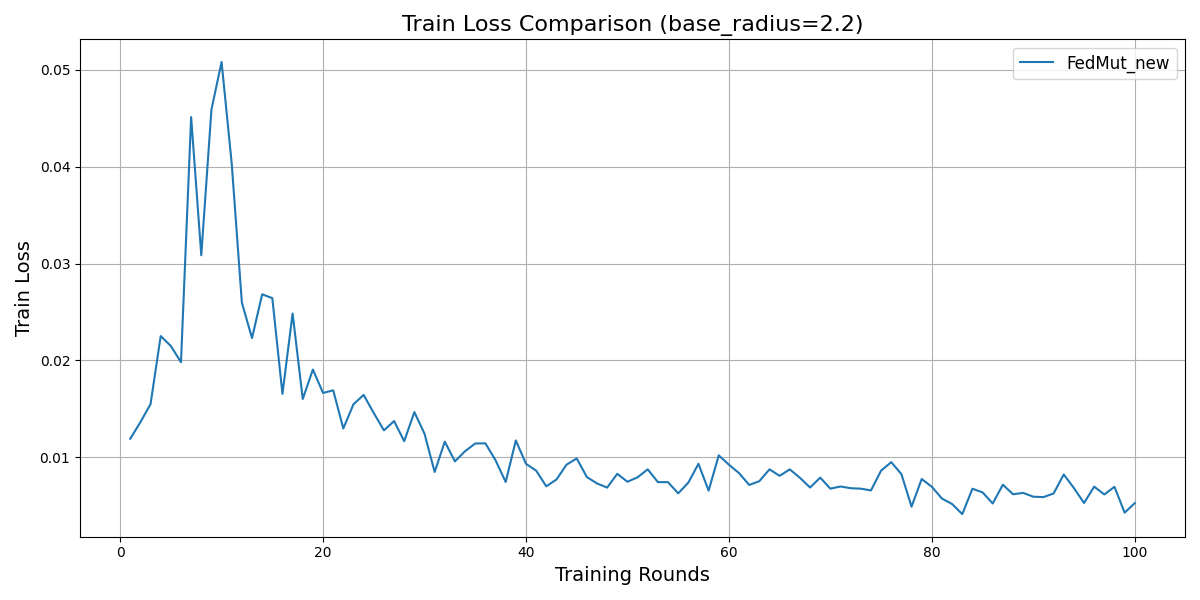 Train Loss Comparison (base_radius=2.2)
FedMut_new
Train Loss
0.05
0.04
0.03
0.02
0.01
0
20
40
60
80
100
Training Rounds